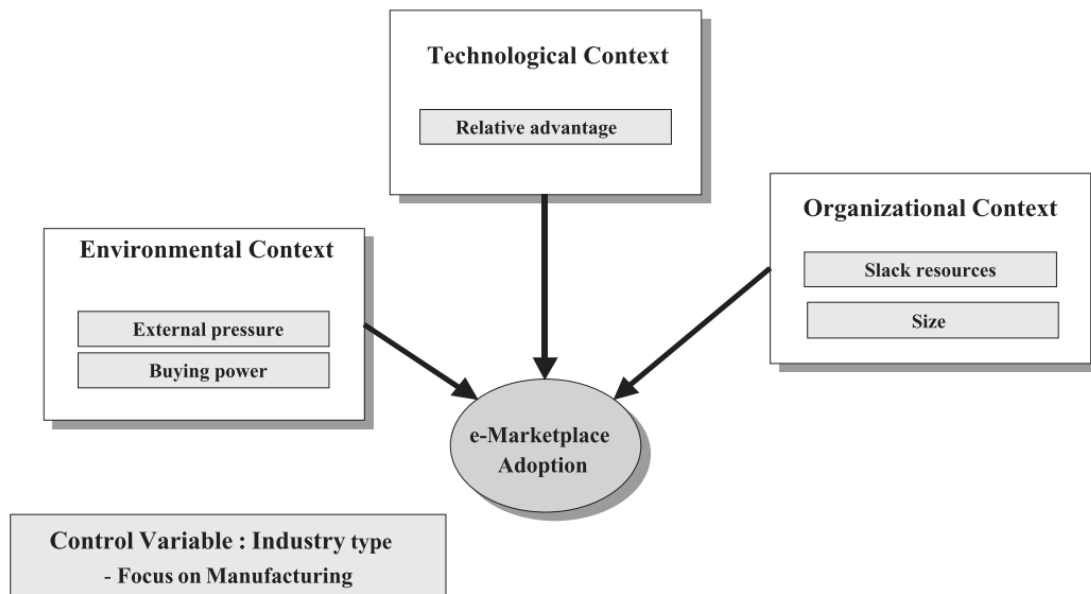 Technological Context
Relative advantage
Organizational Context
Slack resources
Size
Environmental Context
External pressure
Buying power
e-Marketplace
Adoption
Control Variable : Industry type
- Focus on Manufacturing